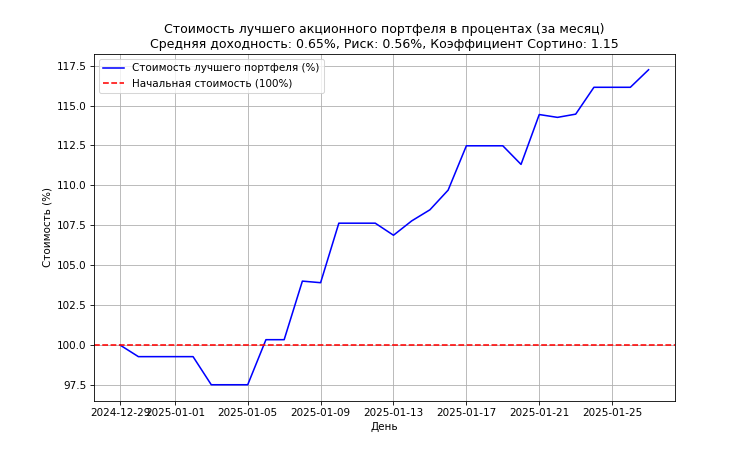 Стоимость лучшего акционного портфеля в процентах (за месяц)
Средняя доходность: 0.65%, Риск: 0.56%, Коэффициент Сортино: 1.15
Стоимость лучшего портфеля (%)
Начальная стоимость (100%)
117.5
115.0
112.5
110.0
107.5
105.0
102.5
100.0
97.5
Стоимость (%)
2024-12-29 2025-01-01 2025-01-05 2025-01-09 2025-01-13 2025-01-17 2025-01-21 2025-01-25
День